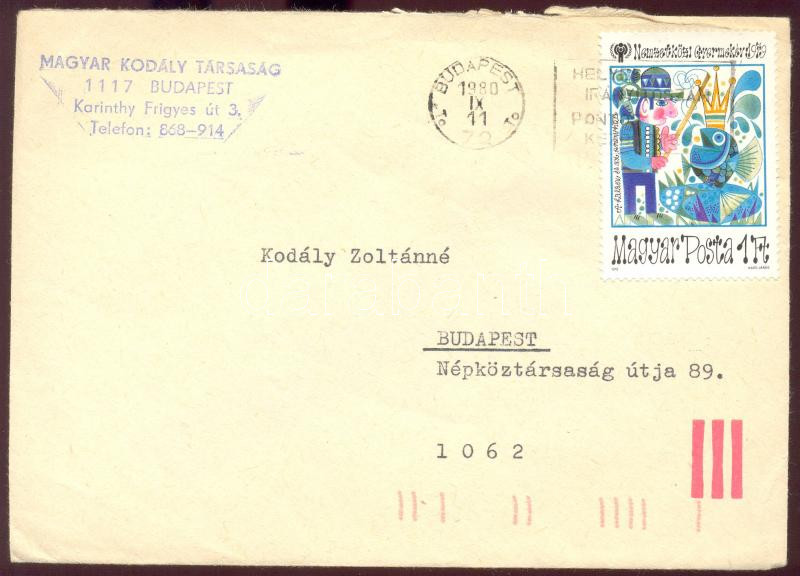 MAGYAR KODÁLY TÁRSASÁG
1117 BUDAPEST
Karinthy Frigyes út 3.
Telefon: 868-914
BUDAPEST
1980
IX
11
72
Nemzetközi Gyermekév 1979
Magyar Posta 1 Ft
Kodály Zoltánné
BUDAPEST
Népköztársaság útja 89.
1062